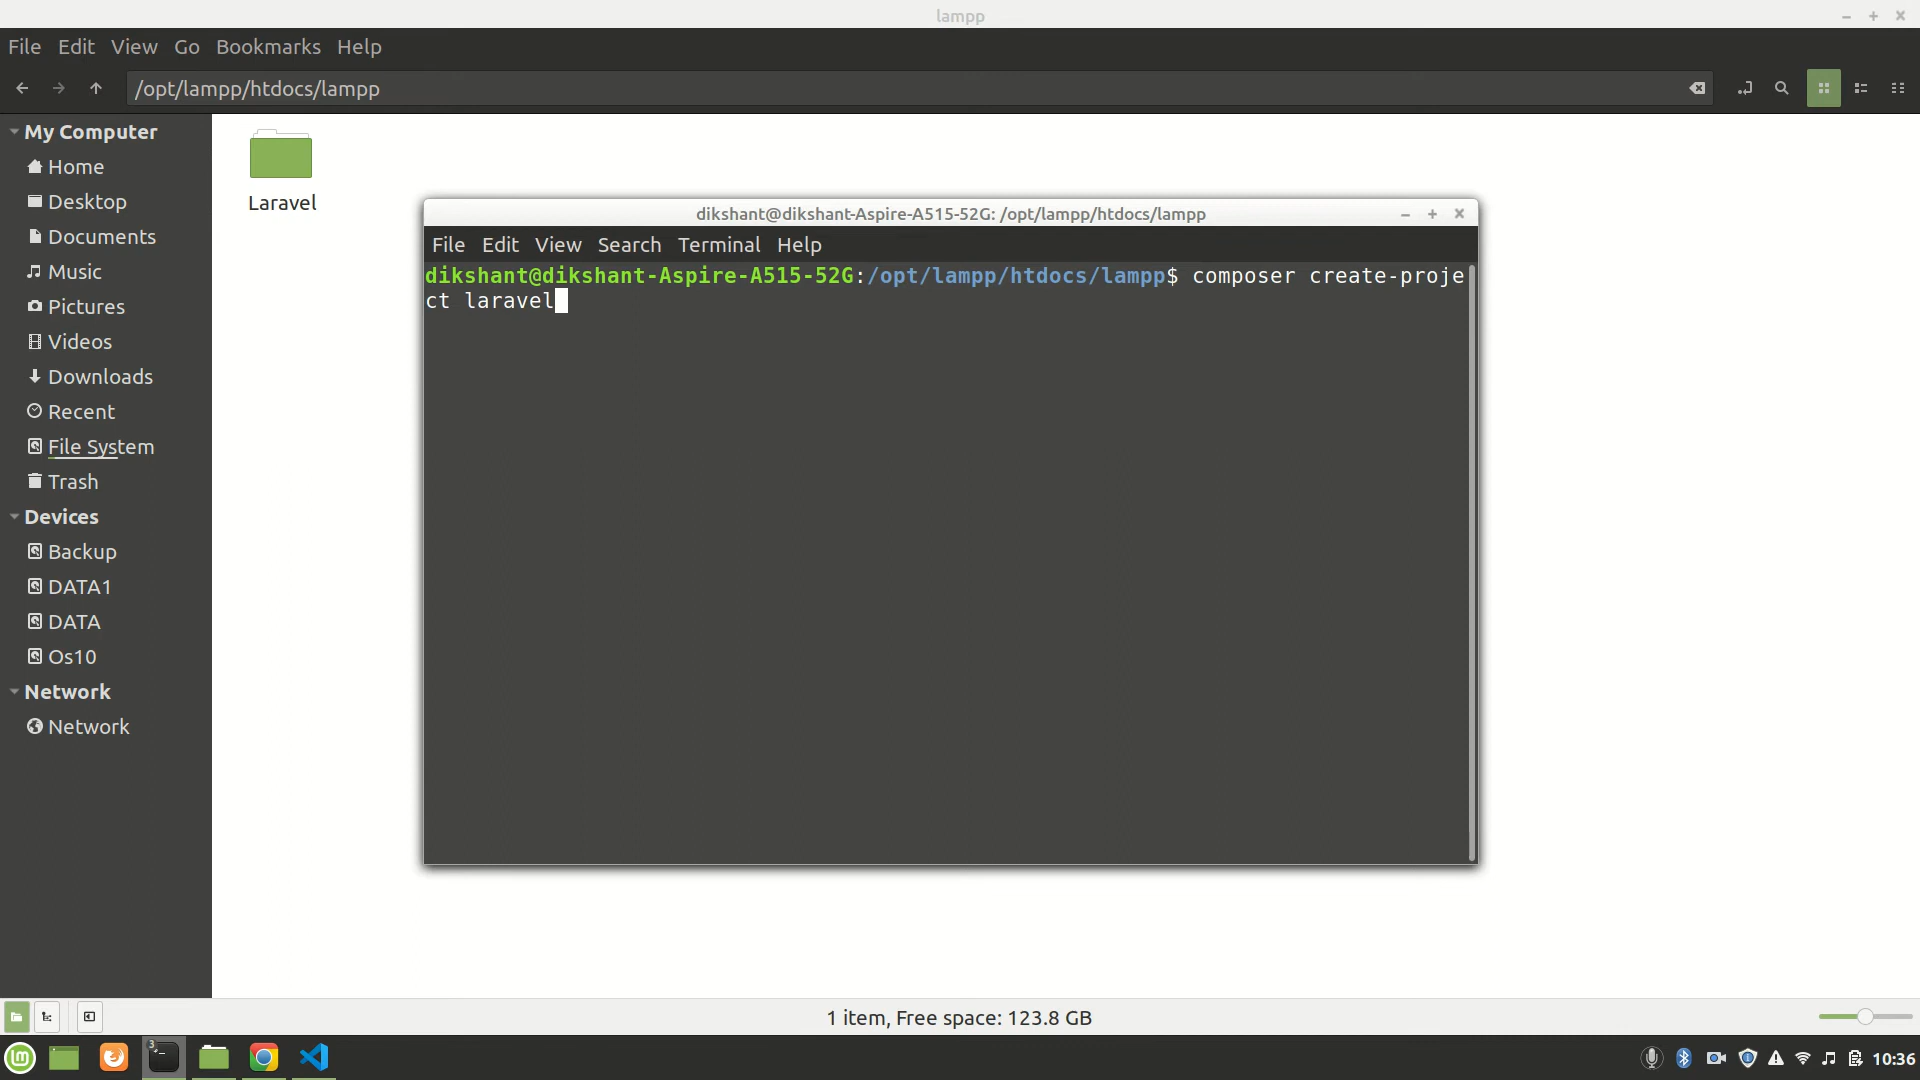 lampp
File Edit View Go Bookmarks Help
/opt/lampp/htdocs/lampp
My Computer
Home
Desktop
Documents
Music
Pictures
Videos
Downloads
Recent
File System
Trash
Devices
Backup
DATA1
DATA
Os10
Network
Network
Laravel
dikshant@dikshant-Aspire-A515-52G: /opt/lampp/htdocs/lampp
File Edit View Search Terminal Help
dikshant@dikshant-Aspire-A515-52G:/opt/lampp/htdocs/lampp$ composer create-proje
ct laravel
1 item, Free space: 123.8 GB
3
10:36